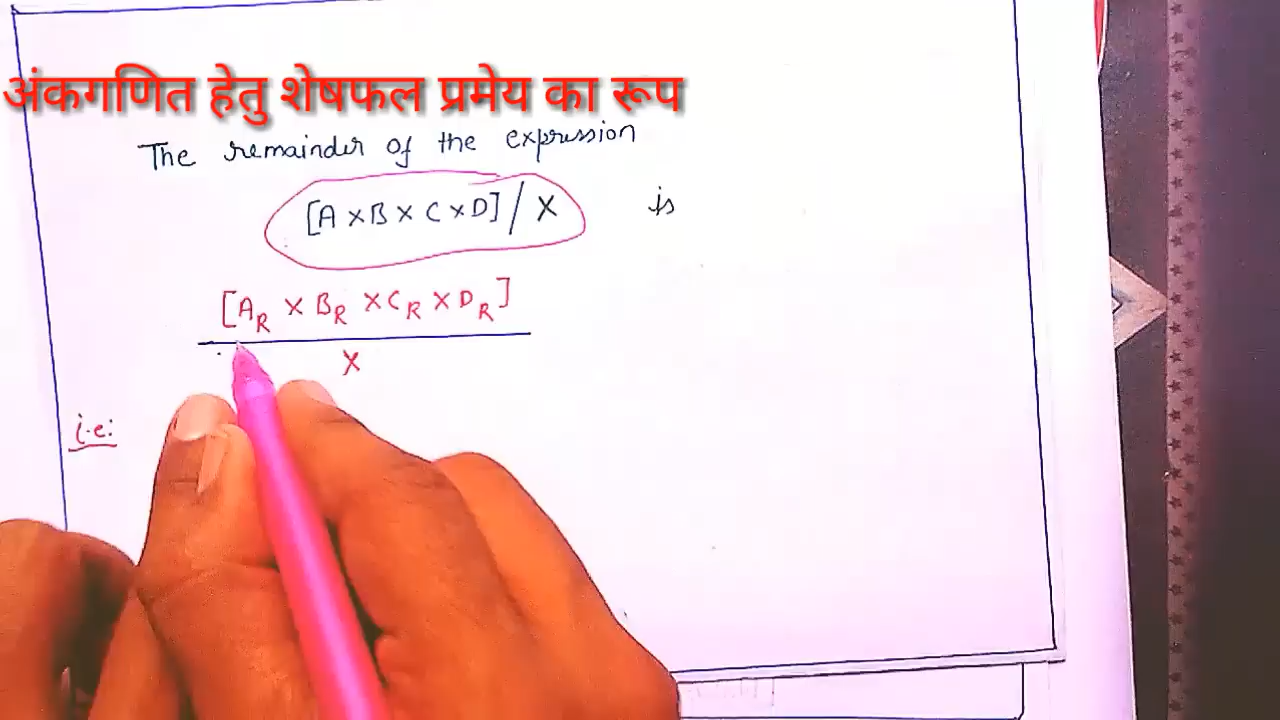 अंकगणित हेतु शेषफल प्रमेय का रूप
The remainder of the expression
[A × B × C × D] / X is
[A_R × B_R × C_R × D_R]
X
i.e: